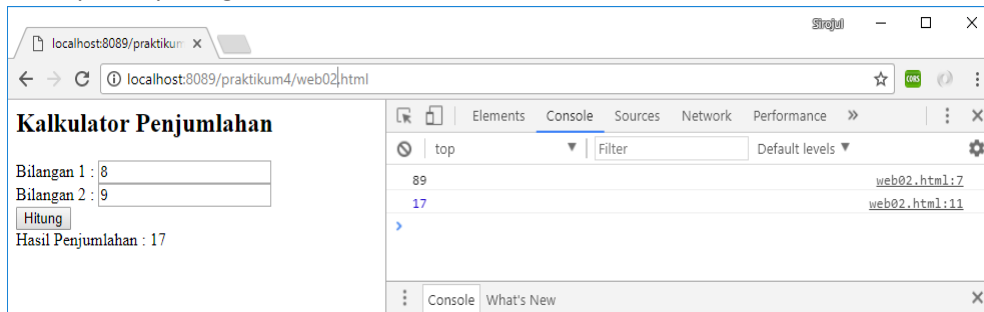 Sirojul
localhost:8089/praktikum
localhost:8089/praktikum4/web02.html
CORS
Kalkulator Penjumlahan
Bilangan 1 : 8
Bilangan 2 : 9
Hitung
Hasil Penjumlahan : 17
Elements Console Sources Network Performance »
top ▼ Filter Default levels ▼
89 web02.html:7
17 web02.html:11
>
Console What's New